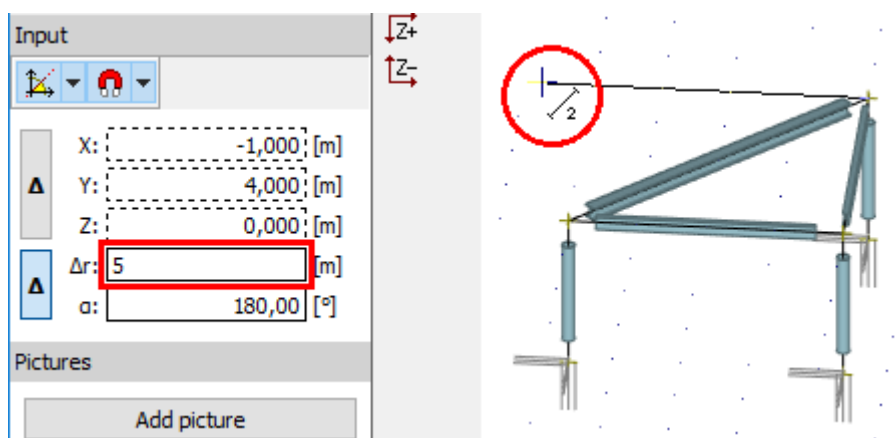 Input
X: -1,000 [m]
Δ Y: 4,000 [m]
Z: 0,000 [m]
Δr: 5 [m]
Δ α: 180,00 [°]
Pictures
Add picture
Z+
Z-
2